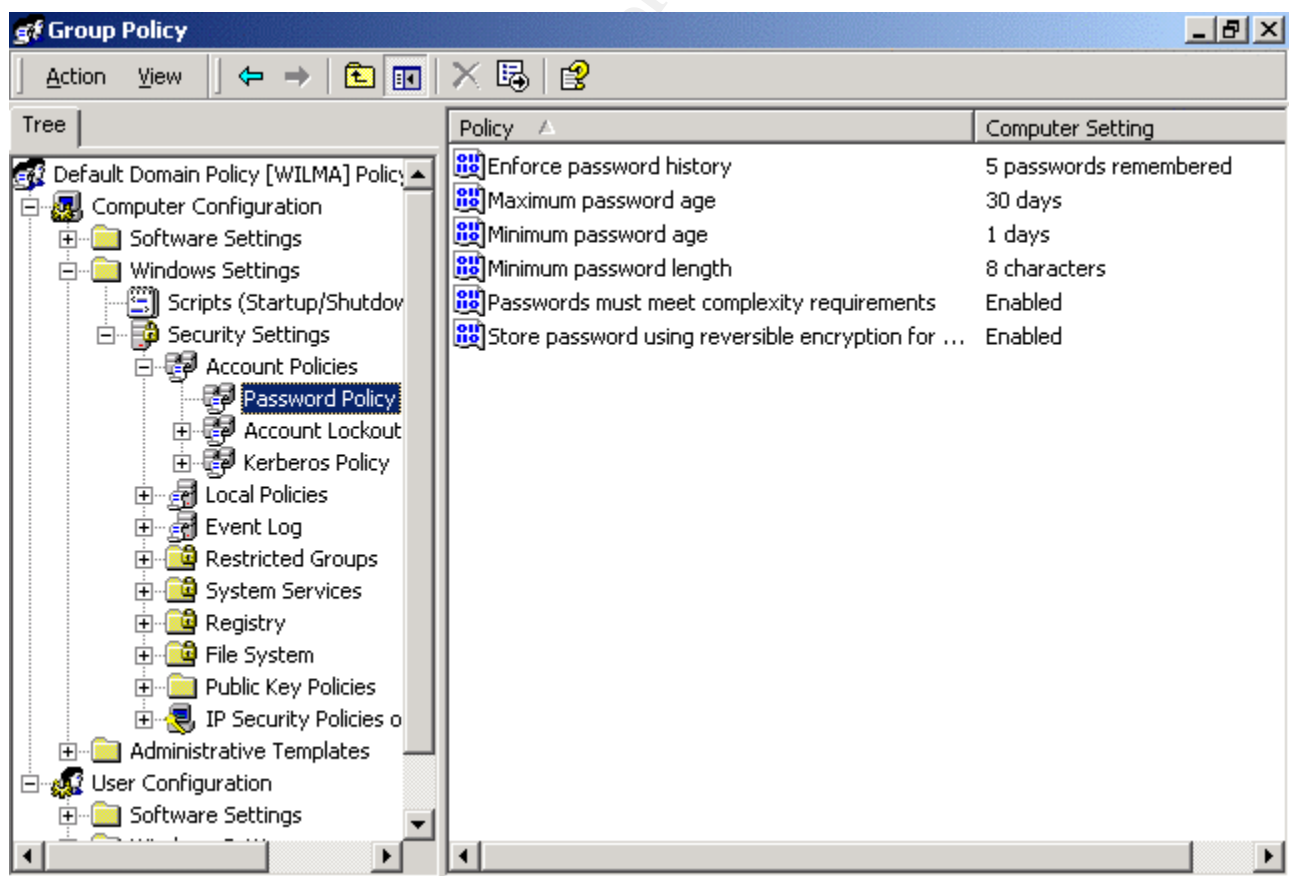 Group Policy
Action View
Tree
Policy Computer Setting
Default Domain Policy [WILMA] Policy
Computer Configuration
Software Settings
Windows Settings
Scripts (Startup/Shutdov
Security Settings
Account Policies
Password Policy
Account Lockout
Kerberos Policy
Local Policies
Event Log
Restricted Groups
System Services
Registry
File System
Public Key Policies
IP Security Policies o
Administrative Templates
User Configuration
Software Settings
Enforce password history 5 passwords remembered
Maximum password age 30 days
Minimum password age 1 days
Minimum password length 8 characters
Passwords must meet complexity requirements Enabled
Store password using reversible encryption for ... Enabled